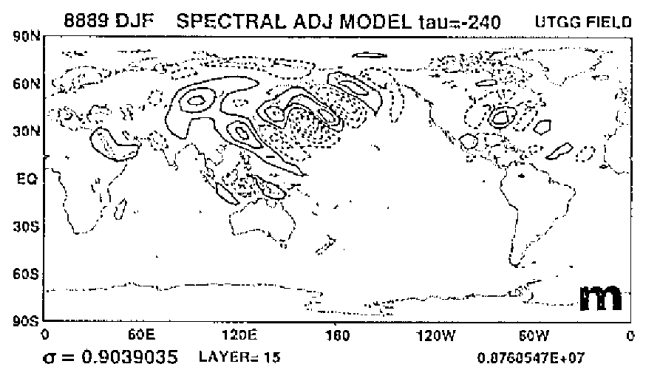 8889 DJF SPECTRAL ADJ MODEL tau=-240 UTGG FIELD
90N
60N
30N
EQ
30S
60S
90S
m
0 60E 120E 180 120W 60W 0
σ = 0.9039035 LAYER= 15 0.8760547E+07